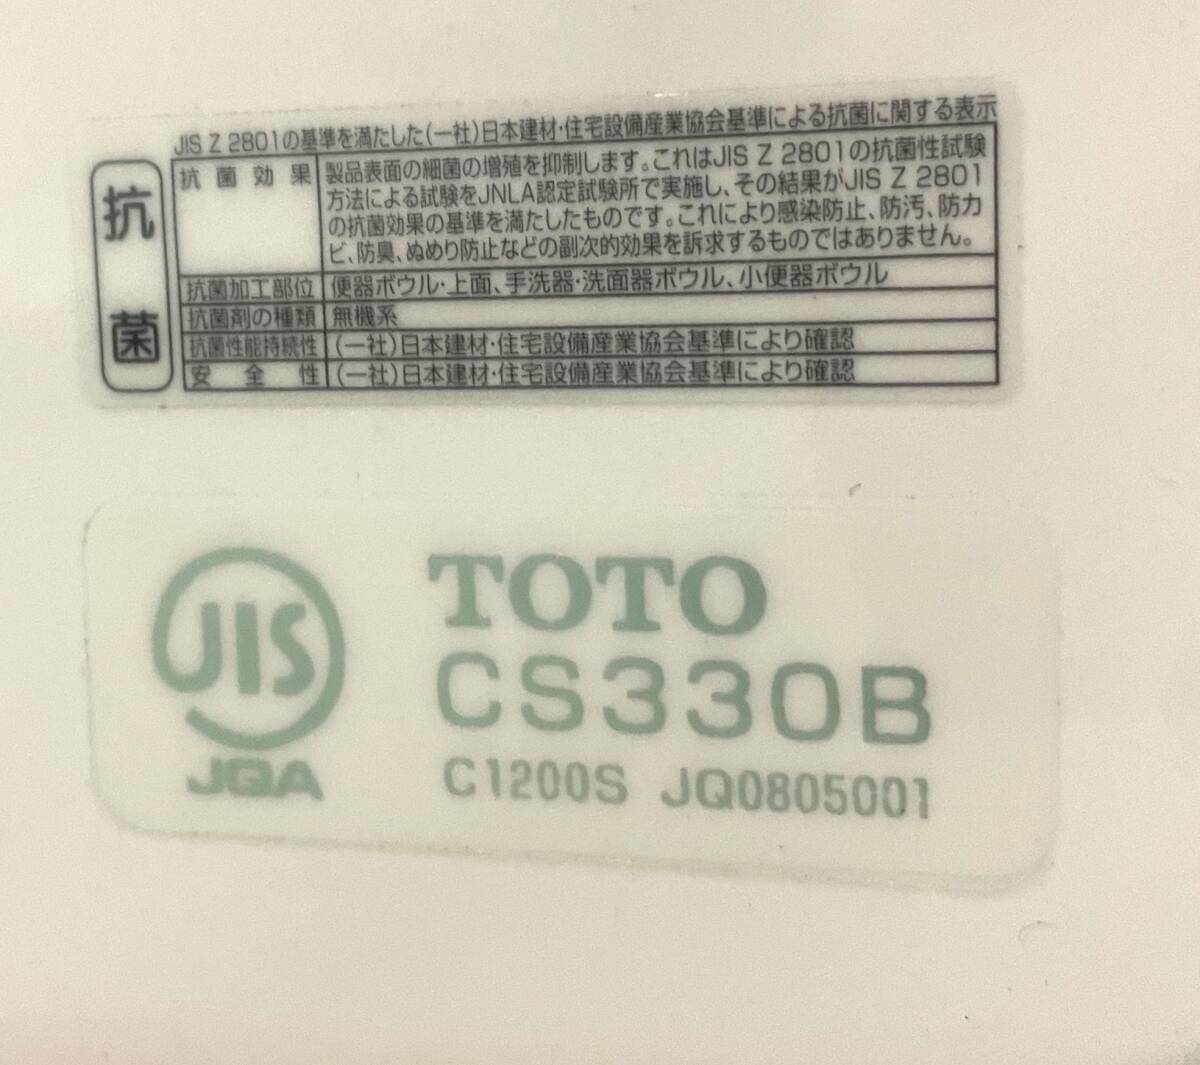 JIS Z 2801の基準を満たした(一社)日本建材・住宅設備産業協会基準による抗菌に関する表示
抗菌
抗菌効果 製品表面の細菌の増殖を抑制します。これはJIS Z 2801の抗菌性試験
方法による試験をJNLA認定試験所で実施し、その結果がJIS Z 2801
の抗菌効果の基準を満たしたものです。これにより感染防止、防汚、防カ
ビ、防臭、ぬめり防止などの副次的効果を訴求するものではありません。
抗菌加工部位 便器ボウル・上面、手洗器・洗面器ボウル、小便器ボウル
抗菌剤の種類 無機系
抗菌性能持続性 (一社)日本建材・住宅設備産業協会基準により確認
安全性 (一社)日本建材・住宅設備産業協会基準により確認
JIS
JQA
TOTO
CS330B
C1200S JQ0805001